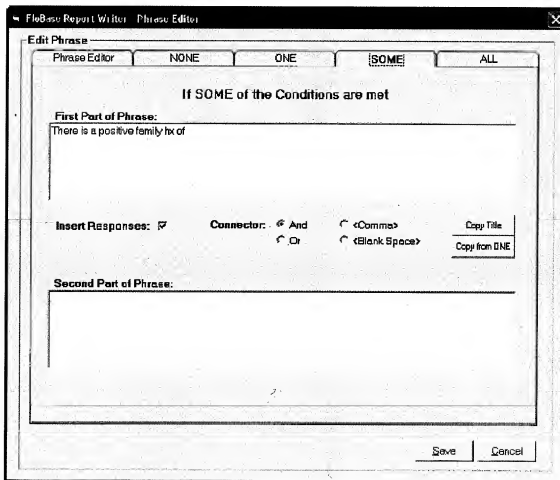 FloBase Report Writer - Phrase Editor
Edit Phrase
Phrase Editor NONE ONE SOME ALL
If SOME of the Conditions are met
First Part of Phrase:
There is a positive family hx of
Insert Responses: Connector: And <Comma> Copy Title
Or <Blank Space> Copy from ONE
Second Part of Phrase:
Save Cancel